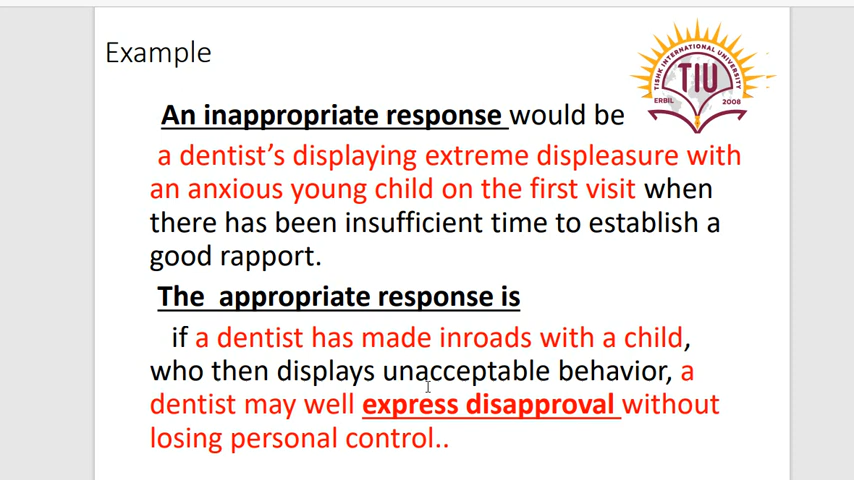 Example
TISHK INTERNATIONAL UNIVERSITY
TIU
ERBIL 2008
An inappropriate response would be
a dentist’s displaying extreme displeasure with
an anxious young child on the first visit when
there has been insufficient time to establish a
good rapport.
The appropriate response is
if a dentist has made inroads with a child,
who then displays unacceptable behavior, a
dentist may well express disapproval without
losing personal control..